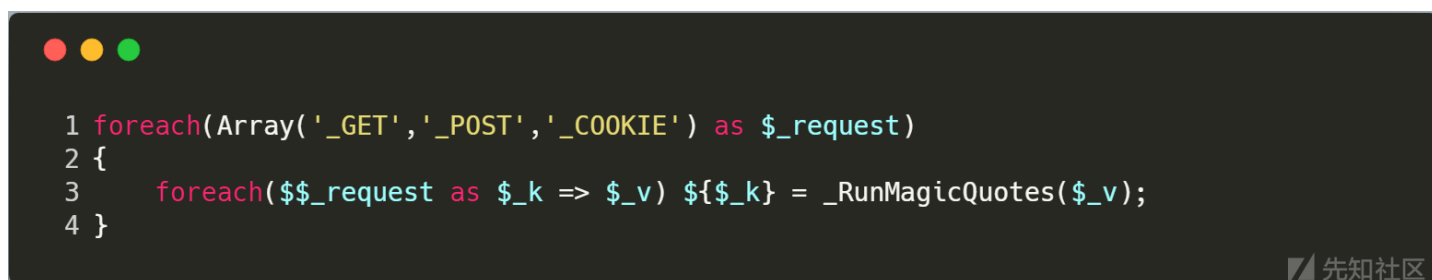 1 foreach(Array('_GET','_POST','_COOKIE') as $_request)
2 {
3     foreach($$_request as $_k => $_v) ${$_k} = _RunMagicQuotes($_v);
4 }
先知社区